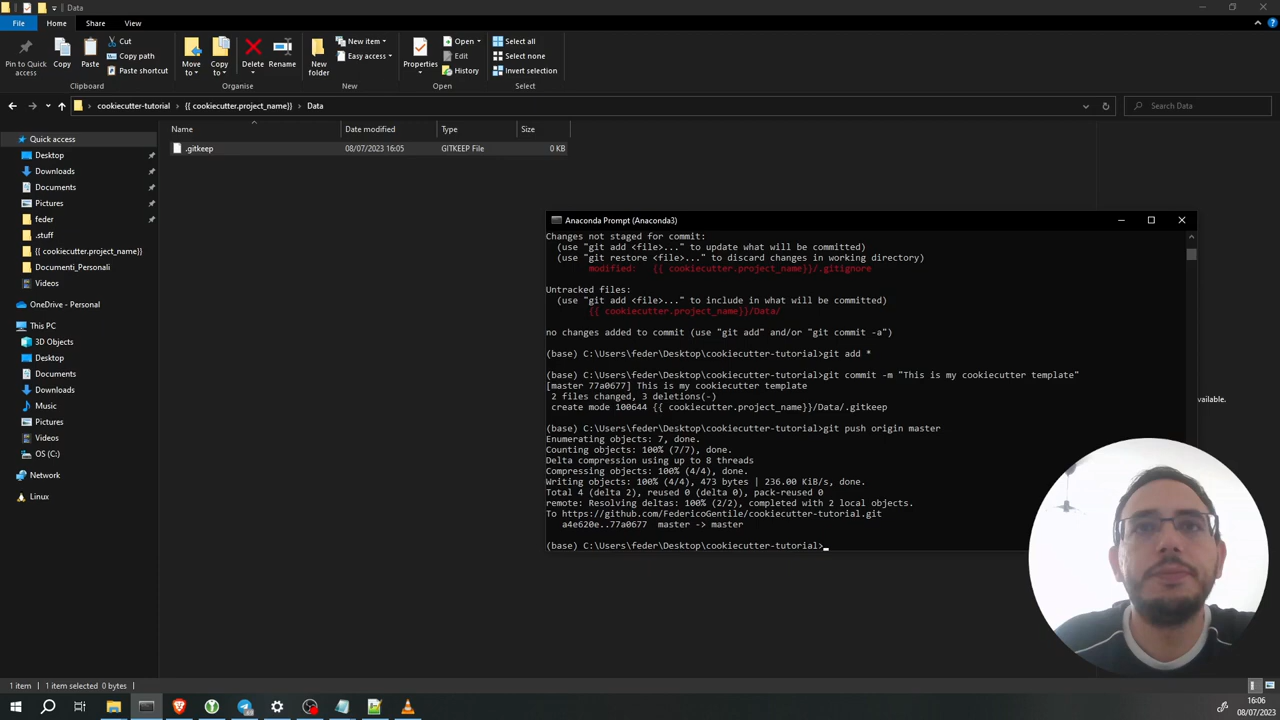 Data
File
Home
Share
View
Pin to Quick access
Copy
Paste
Cut
Copy path
Paste shortcut
Clipboard
Move to
Copy to
Delete
Rename
Organise
New folder
New item
Easy access
New
Properties
Open
Edit
History
Open
Select all
Select none
Invert selection
Select
cookiecutter-tutorial > {{ cookiecutter.project_name}} > Data
Search Data
Quick access
Desktop
Downloads
Documents
Pictures
feder
.stuff
{{ cookiecutter.project_name}}
Documenti_Personali
Videos
OneDrive - Personal
This PC
3D Objects
Desktop
Documents
Downloads
Music
Pictures
Videos
OS (C:)
Network
Linux
Name Date modified Type Size
.gitkeep 08/07/2023 16:05 GITKEEP File 0 KB
available.
Anaconda Prompt (Anaconda3)
Changes not staged for commit:
(use "git add <file>..." to update what will be committed)
(use "git restore <file>..." to discard changes in working directory)
modified: {{ cookiecutter.project_name}}/.gitignore
Untracked files:
(use "git add <file>..." to include in what will be committed)
{{ cookiecutter.project_name}}/Data/
no changes added to commit (use "git add" and/or "git commit -a")
(base) C:\Users\feder\Desktop\cookiecutter-tutorial>git add *
(base) C:\Users\feder\Desktop\cookiecutter-tutorial>git commit -m "This is my cookiecutter template"
[master 77a0677] This is my cookiecutter template
2 files changed, 3 deletions(-)
create mode 100644 {{ cookiecutter.project_name}}/Data/.gitkeep
(base) C:\Users\feder\Desktop\cookiecutter-tutorial>git push origin master
Enumerating objects: 7, done.
Counting objects: 100% (7/7), done.
Delta compression using up to 8 threads
Compressing objects: 100% (4/4), done.
Writing objects: 100% (4/4), 473 bytes | 236.00 KiB/s, done.
Total 4 (delta 2), reused 0 (delta 0), pack-reused 0
remote: Resolving deltas: 100% (2/2), completed with 2 local objects.
To https://github.com/FedericoGentile/cookiecutter-tutorial.git
a4e620e..77a0677 master -> master
(base) C:\Users\feder\Desktop\cookiecutter-tutorial>
1 item
1 item selected 0 bytes
16:06
08/07/2023